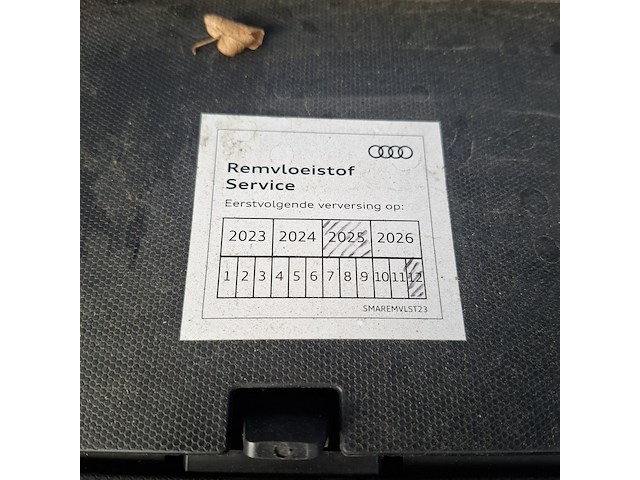 Remvloeistof
Service
Eerstvolgende verversing op:
2023 2024 2025 2026
1 2 3 4 5 6 7 8 9 10 11 12
SMAREMVLST23